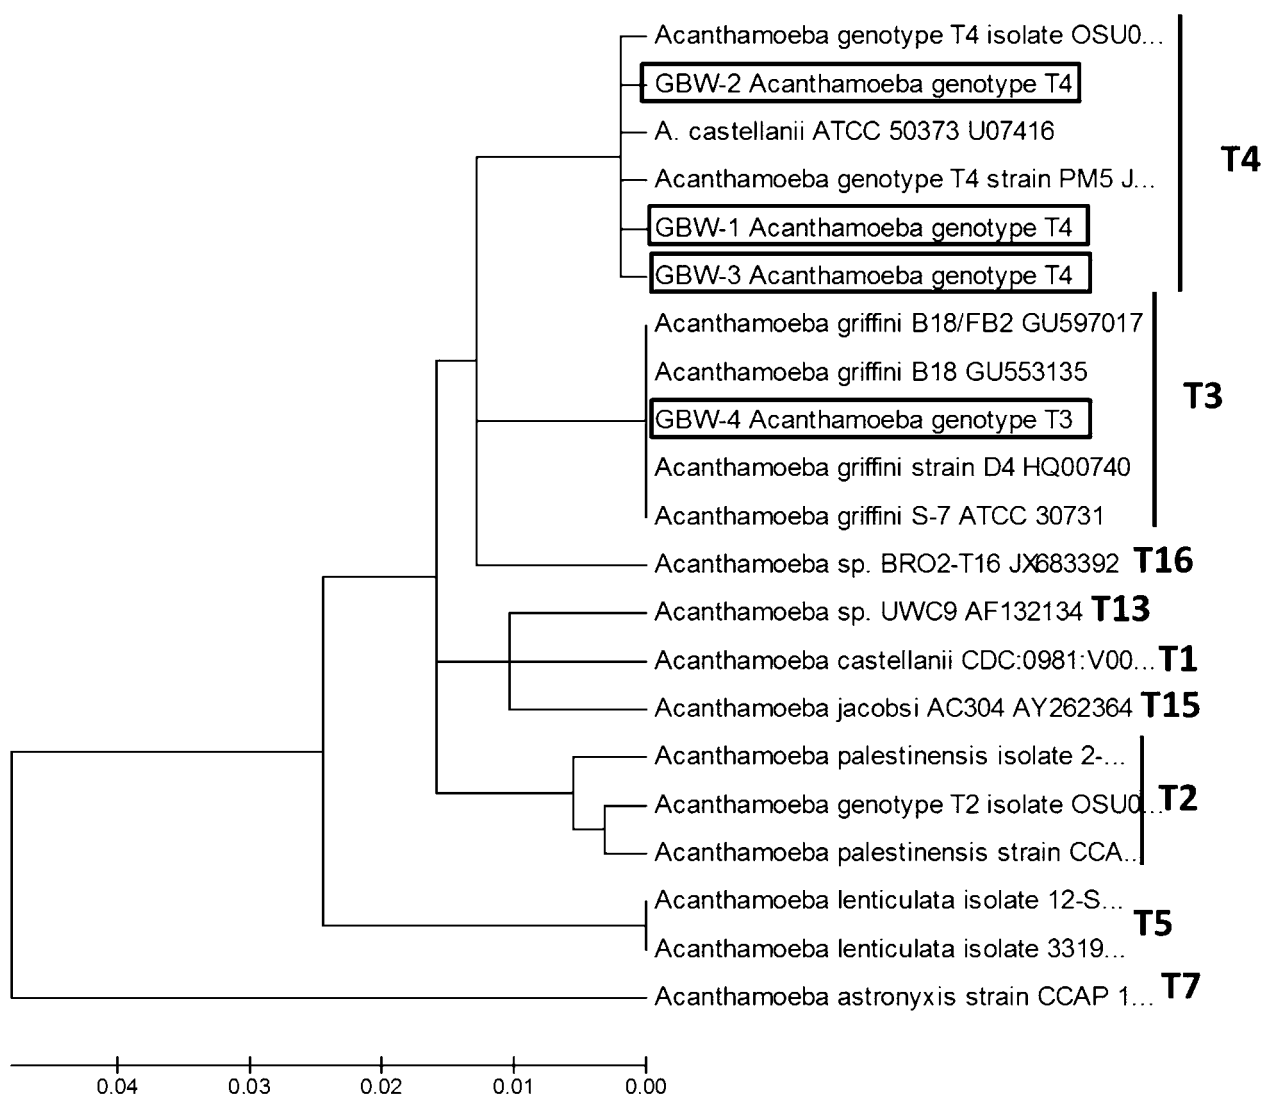 Acanthamoeba genotype T4 isolate OSU0...
GBW-2 Acanthamoeba genotype T4
A. castellanii ATCC 50373 U07416
Acanthamoeba genotype T4 strain PM5 J...
T4
GBW-1 Acanthamoeba genotype T4
GBW-3 Acanthamoeba genotype T4
Acanthamoeba griffini B18/FB2 GU597017
Acanthamoeba griffini B18 GU553135
T3
GBW-4 Acanthamoeba genotype T3
Acanthamoeba griffini strain D4 HQ00740
Acanthamoeba griffini S-7 ATCC 30731
Acanthamoeba sp. BRO2-T16 JX683392 T16
Acanthamoeba sp. UWC9 AF132134 T13
Acanthamoeba castellanii CDC:0981:V00... T1
Acanthamoeba jacobsi AC304 AY262364 T15
Acanthamoeba palestinensis isolate 2-...
Acanthamoeba genotype T2 isolate OSU0... T2
Acanthamoeba palestinensis strain CCA...
Acanthamoeba lenticulata isolate 12-S...
T5
Acanthamoeba lenticulata isolate 3319...
Acanthamoeba astronyxis strain CCAP 1... T7
0.04 0.03 0.02 0.01 0.00